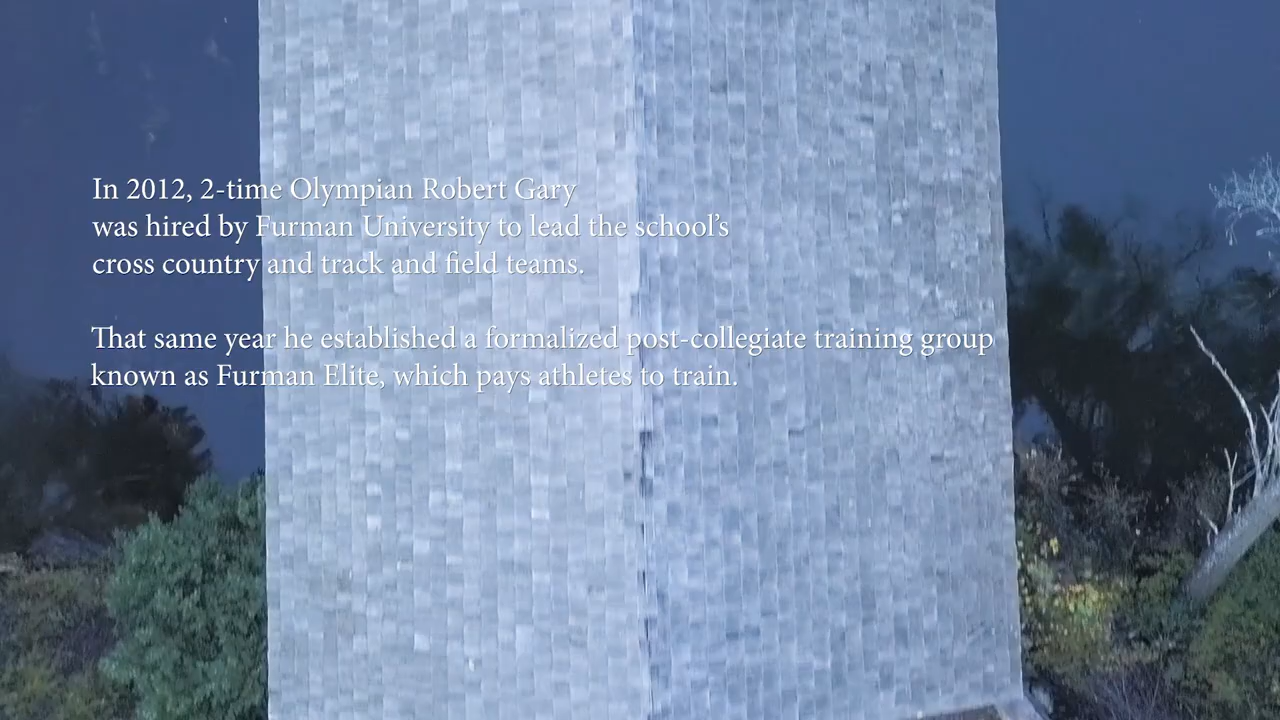 In 2012, 2-time Olympian Robert Gary
was hired by Furman University to lead the school’s
cross country and track and field teams.
That same year he established a formalized post-collegiate training group
known as Furman Elite, which pays athletes to train.